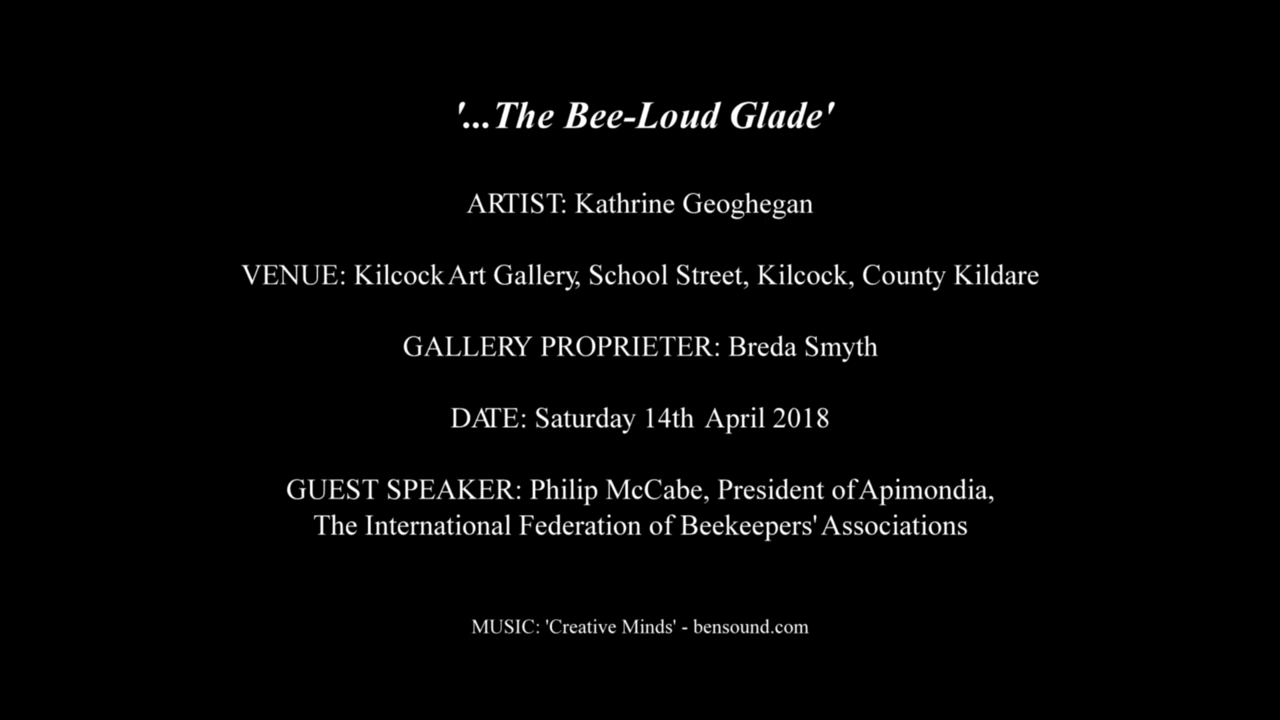 '...The Bee-Loud Glade'
ARTIST: Kathrine Geoghegan
VENUE: Kilcock Art Gallery, School Street, Kilcock, County Kildare
GALLERY PROPRIETER: Breda Smyth
DATE: Saturday 14th April 2018
GUEST SPEAKER: Philip McCabe, President of Apimondia,
The International Federation of Beekeepers' Associations
MUSIC: 'Creative Minds' - bensound.com